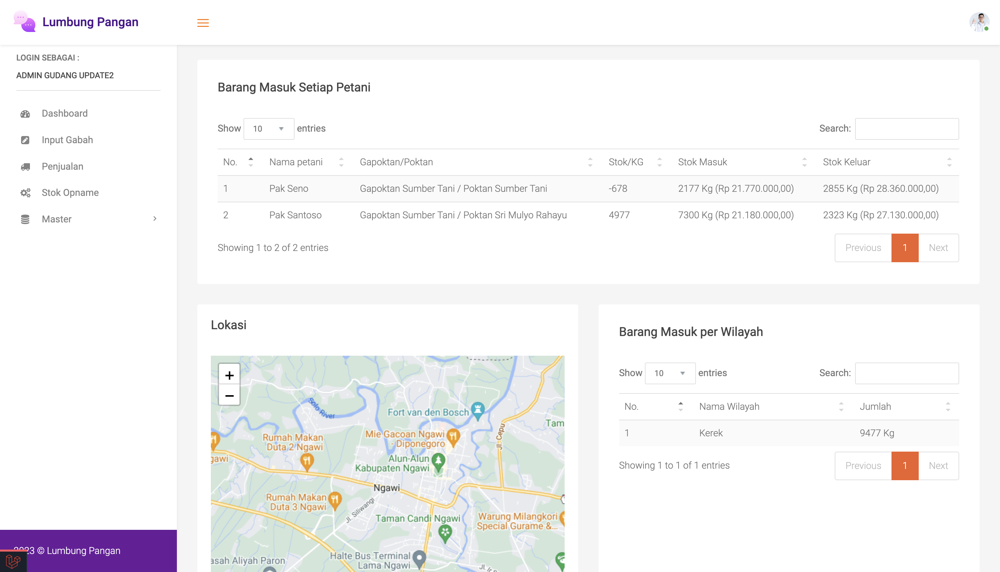 Lumbung Pangan
LOGIN SEBAGAI :
ADMIN GUDANG UPDATE2
Dashboard
Input Gabah
Penjualan
Stok Opname
Master
2023 © Lumbung Pangan
Barang Masuk Setiap Petani
Show 10 entries
Search:
No. Nama petani Gapoktan/Poktan Stok/KG Stok Masuk Stok Keluar
1 Pak Seno Gapoktan Sumber Tani / Poktan Sumber Tani -678 2177 Kg (Rp 21.770.000,00) 2855 Kg (Rp 28.360.000,00)
2 Pak Santoso Gapoktan Sumber Tani / Poktan Sri Mulyo Rahayu 4977 7300 Kg (Rp 21.180.000,00) 2323 Kg (Rp 27.130.000,00)
Showing 1 to 2 of 2 entries
Previous 1 Next
Lokasi
+
−
Solo River
Fort van den Bosch
Tam
Jl. Cepu
Mie Gacoan Ngawi
- Diponegoro
Rumah Makan
Duta 2 Ngawi
gawi
Alun-Alun
Kabupaten Ngawi
Ngawi
Rumah Makan
Duta 3 Ngawi
Jl. Siliwangi
Taman Candi Ngawi
Warung Milangkori
Special Gurame &...
Halte Bus Terminal
Lama Ngawi
asah Aliyah Paron
Barang Masuk per Wilayah
Show 10 entries
Search:
No. Nama Wilayah Jumlah
1 Kerek 9477 Kg
Showing 1 to 1 of 1 entries
Previous 1 Next